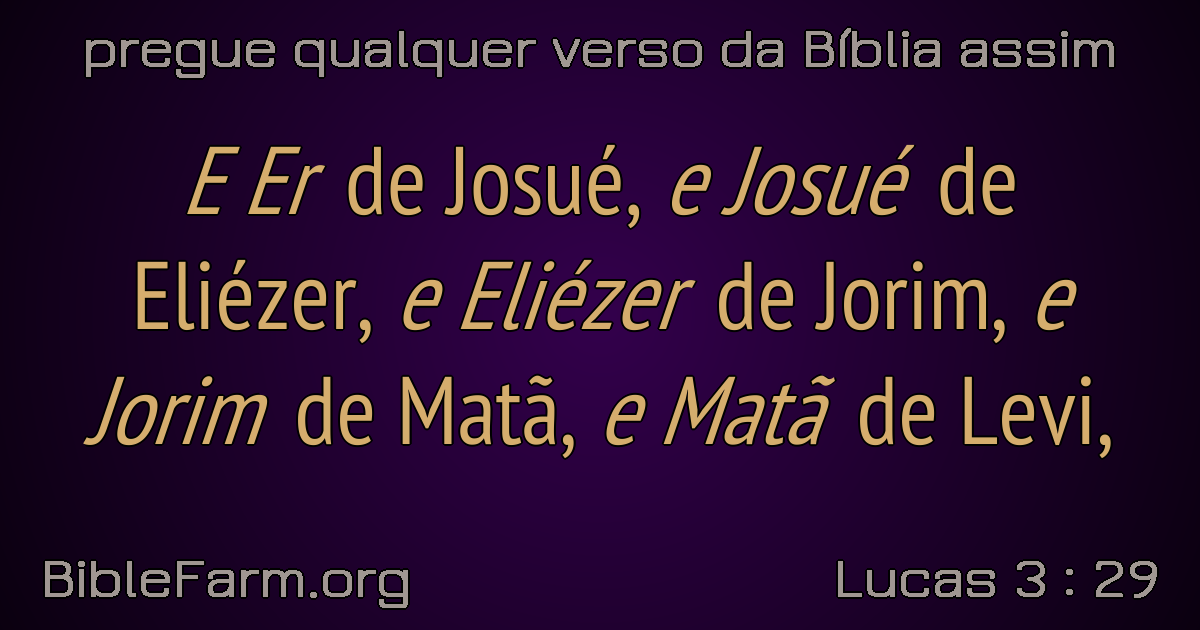 pregue qualquer verso da Bíblia assim
E Er de Josué, e Josué de
Eliézer, e Eliézer de Jorim, e
Jorim de Matã, e Matã de Levi,
BibleFarm.org
Lucas 3 : 29